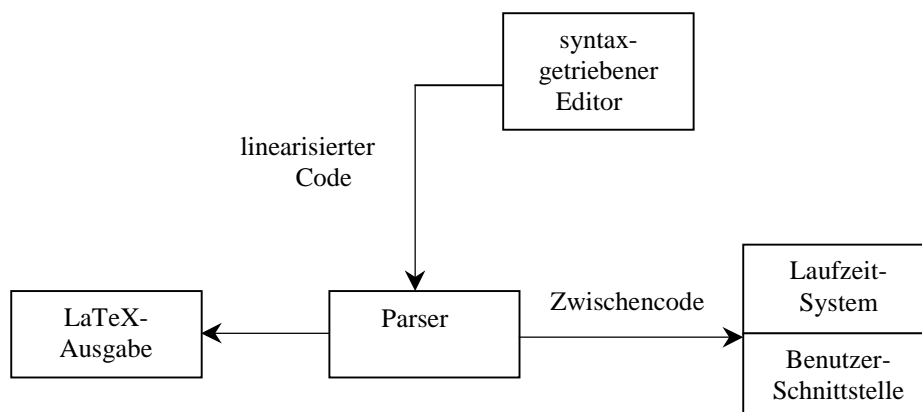 syntax-
getriebener
Editor
linearisierter
Code
Laufzeit-
System
Zwischencode
LaTeX-
Ausgabe
Parser
Benutzer-
Schnittstelle